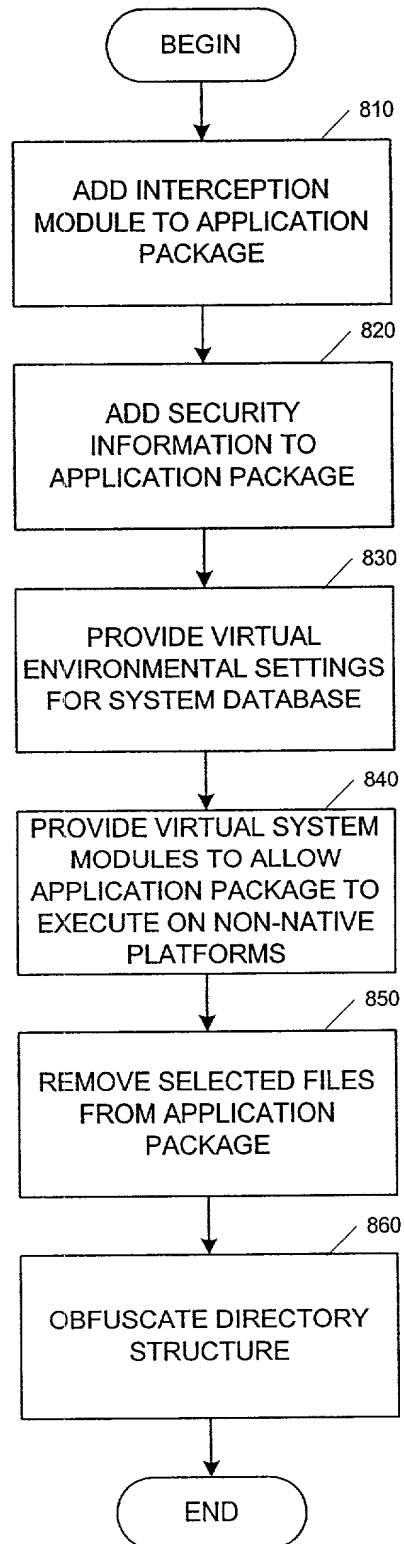 BEGIN
810
ADD INTERCEPTION
MODULE TO APPLICATION
PACKAGE
820
ADD SECURITY
INFORMATION TO
APPLICATION PACKAGE
830
PROVIDE VIRTUAL
ENVIRONMENTAL SETTINGS
FOR SYSTEM DATABASE
840
PROVIDE VIRTUAL SYSTEM
MODULES TO ALLOW
APPLICATION PACKAGE TO
EXECUTE ON NON-NATIVE
PLATFORMS
850
REMOVE SELECTED FILES
FROM APPLICATION
PACKAGE
860
OBFUSCATE DIRECTORY
STRUCTURE
END